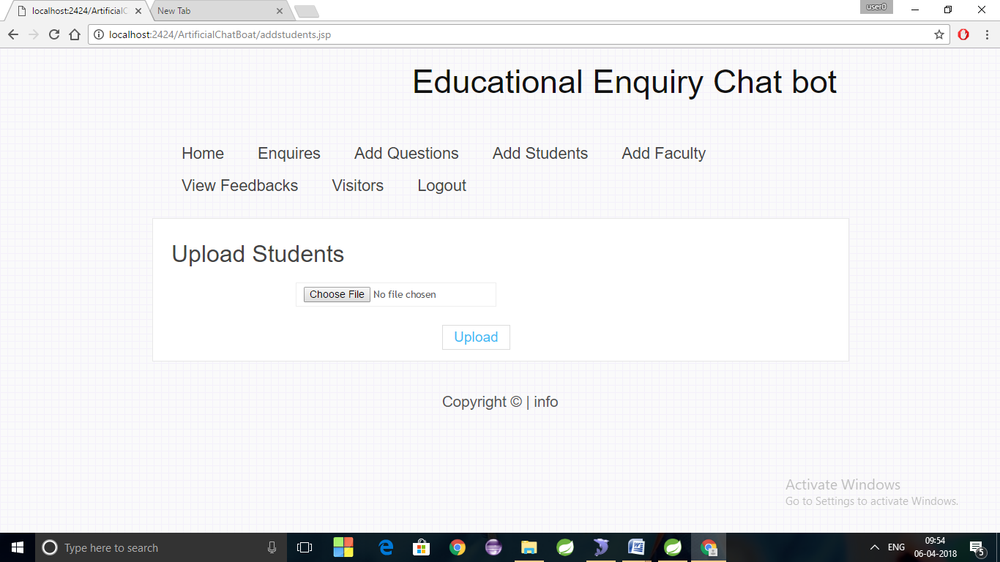 localhost:2424/ArtificialC
New Tab
user0
localhost:2424/ArtificialChatBoat/addstudents.jsp
Educational Enquiry Chat bot
Home Enquires Add Questions Add Students Add Faculty
View Feedbacks Visitors Logout
Upload Students
Choose File No file chosen
Upload
Copyright © | info
Activate Windows
Go to Settings to activate Windows.
Type here to search
ENG
09:54
06-04-2018
5